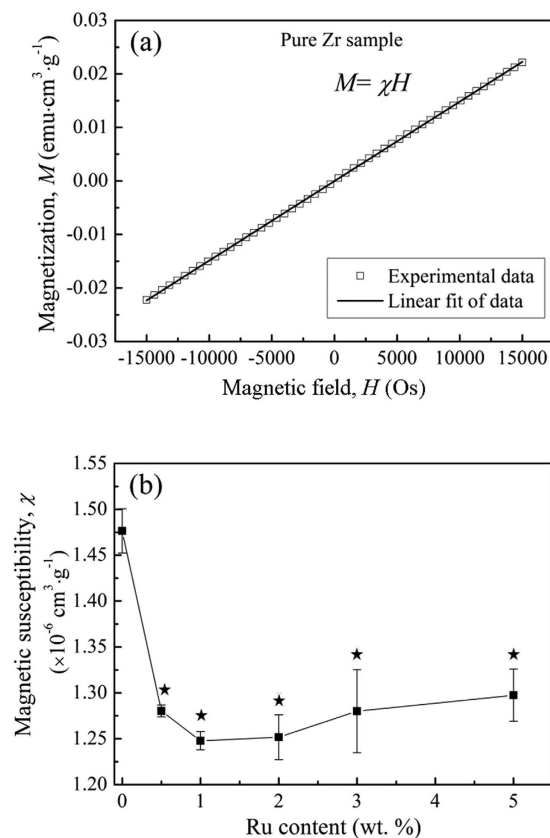 (a)
Pure Zr sample
M= χH
Magnetization, M (emu·cm³·g⁻¹)
0.03
0.02
0.01
0.00
-0.01
-0.02
-0.03
Experimental data
Linear fit of data
-15000 -10000 -5000 0 5000 10000 15000
Magnetic field, H (Os)
(b)
Magnetic susceptibility, χ
(×10⁻⁶ cm³·g⁻¹)
1.55
1.50
1.45
1.40
1.35
1.30
1.25
1.20
0 1 2 3 4 5
Ru content (wt. %)